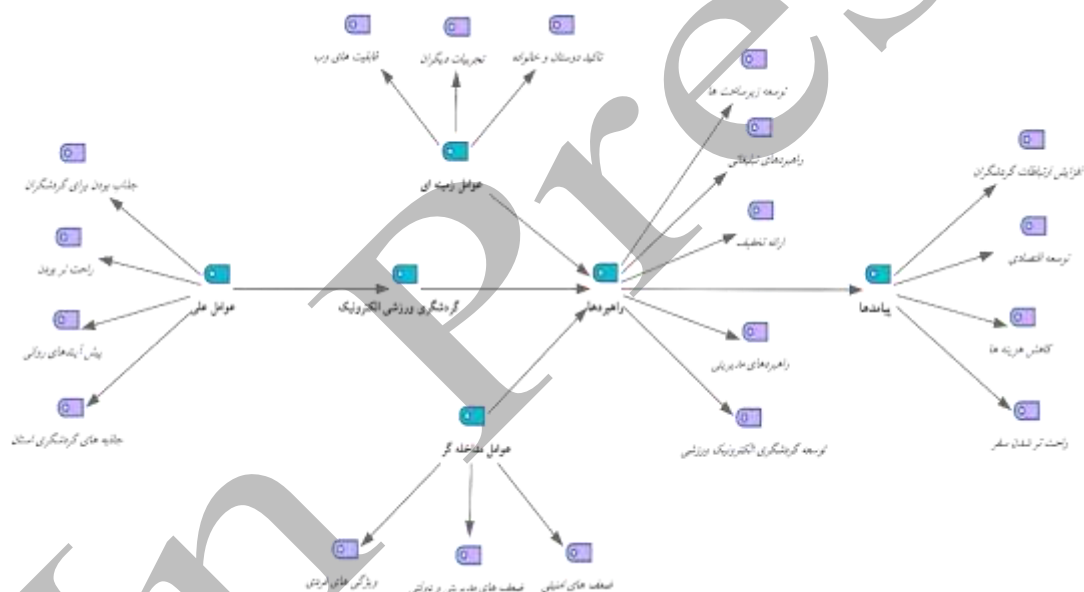 قابلیت های وب
تجربیات دیگران
تاکید دوستان و خانواده
عوامل زمینه ای
توسعه زیرساخت ها
راهبردهای تبلیغاتی
ارائه تخفیف
راهبردهای مدیریتی
توسعه گردشگری الکترونیک ورزشی
افزایش ارتباطات گردشگران
توسعه اقتصادی
کاهش هزینه ها
راحت تر شدن سفر
جذاب بودن برای گردشگران
راحت تر بودن
پیش آیندهای روانی
جاذبه های گردشگری استان
عوامل علی
گردشگری ورزشی الکترونیک
راهبردها
پیامدها
عوامل مداخله گر
ویژگی های فردی
ضعف های مدیریتی و دولتی
ضعف های
In Press